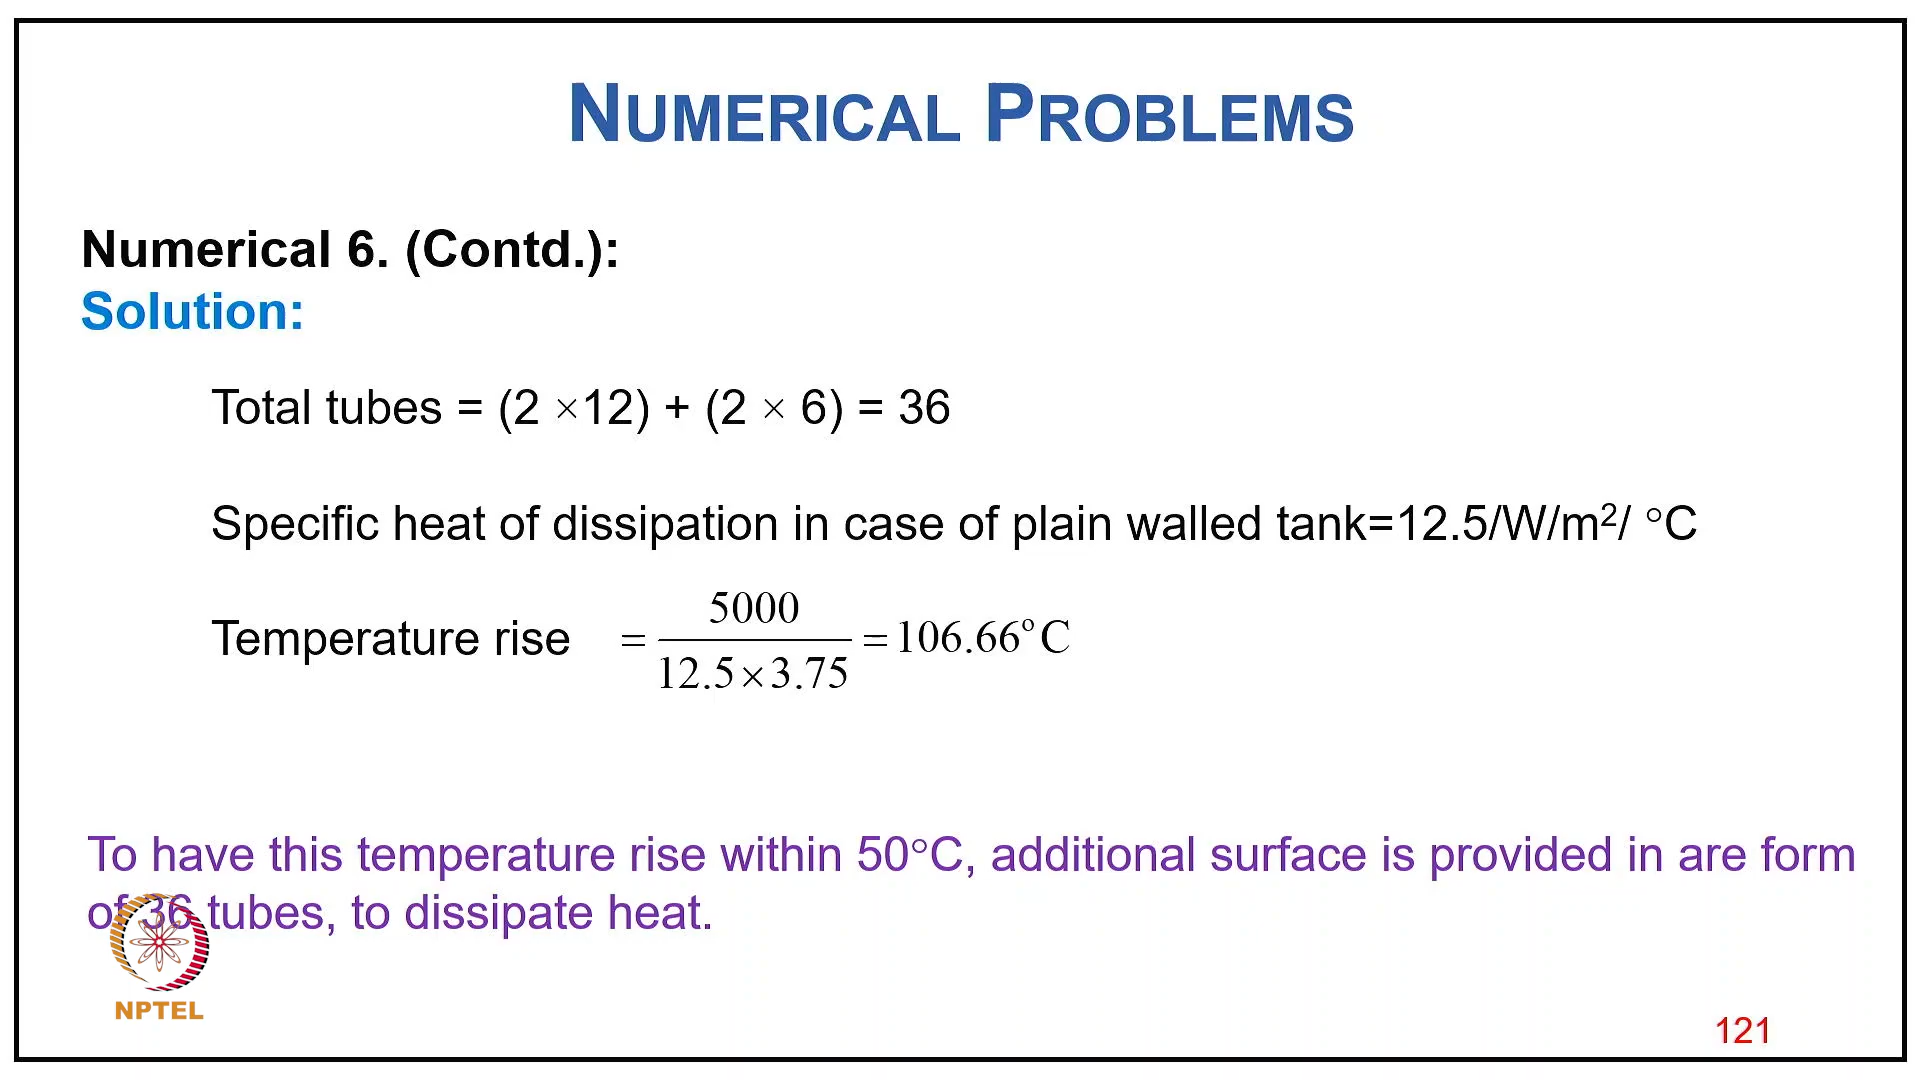 NUMERICAL PROBLEMS
Numerical 6. (Contd.):
Solution:
Total tubes = (2 ×12) + (2 × 6) = 36
Specific heat of dissipation in case of plain walled tank=12.5/W/m²/ °C
Temperature rise = 5000 / 12.5×3.75 = 106.66°C
To have this temperature rise within 50°C, additional surface is provided in are form
of 36 tubes, to dissipate heat.
NPTEL
121